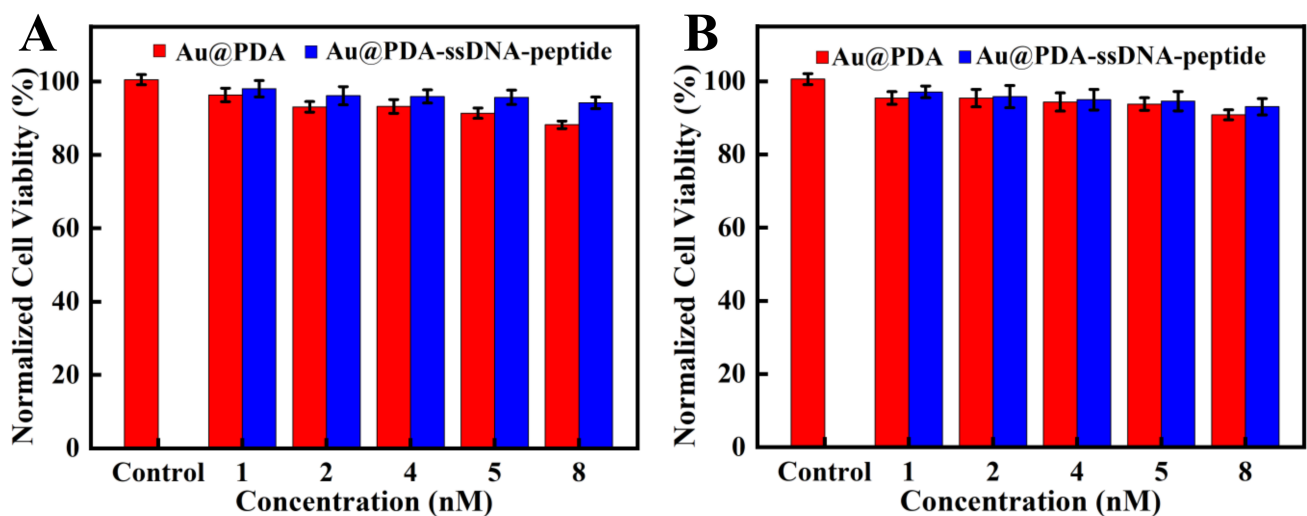 A
Au@PDA Au@PDA-ssDNA-peptide
Normalized Cell Viablity (%)
100
80
60
40
20
0
Control 1 2 4 5 8
Concentration (nM)
B
Au@PDA Au@PDA-ssDNA-peptide
Normalized Cell Viablity (%)
100
80
60
40
20
0
Control 1 2 4 5 8
Concentration (nM)